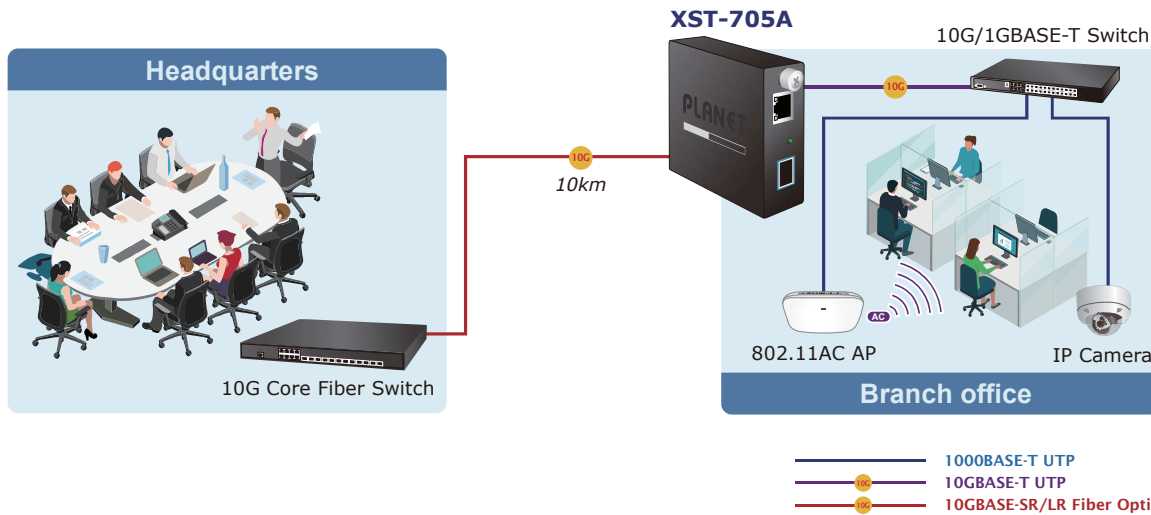 XST-705A
10G/1GBASE-T Switch
Headquarters
PLANET
10G
10G
10km
AC
802.11AC AP
IP Camera
10G Core Fiber Switch
Branch office
1000BASE-T UTP
10G
10GBASE-T UTP
10G
10GBASE-SR/LR Fiber Opti